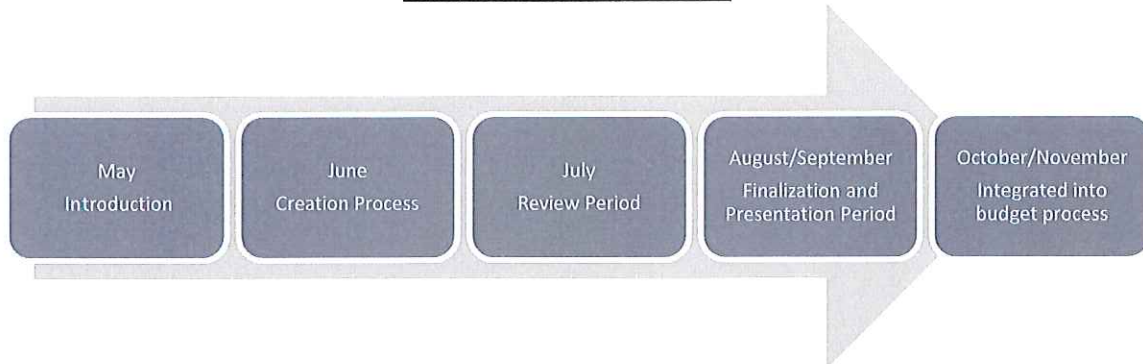 May
Introduction
June
Creation Process
July
Review Period
August/September
Finalization and
Presentation Period
October/November
Integrated into
budget process